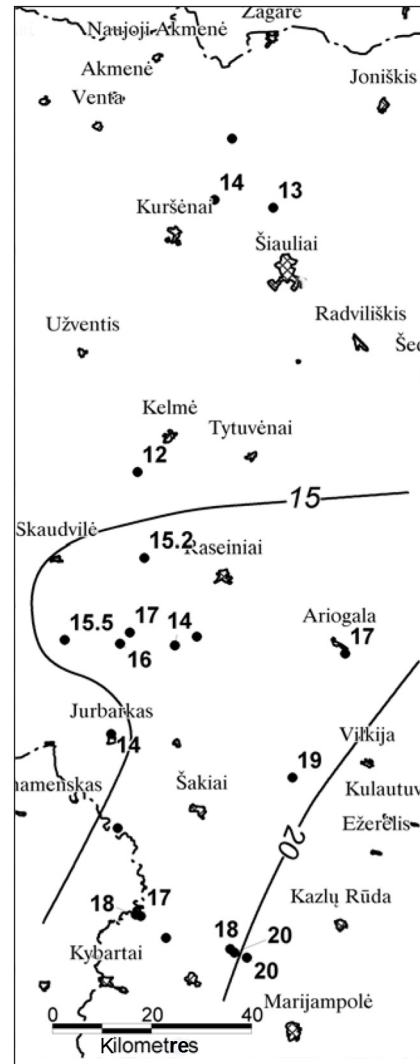 Žagarė
Naujoji Akmenė
Akmenė
Joniškis
Venta
14
13
Kuršėnai
Šiauliai
Radviliškis
Užventis
Šed
Kelmė
Tytuvėnai
12
15
Skaudvilė
15.2
Raseiniai
Ariogala
15.5
17
14
17
16
Jurbarkas
14
Vilkija
19
namenskas
Šakiai
Kulautuv
Ežerėlis
20
17
Kazlų Rūda
18
18
20
Kybartai
20
0
20
40
Marijampolė
Kilometres